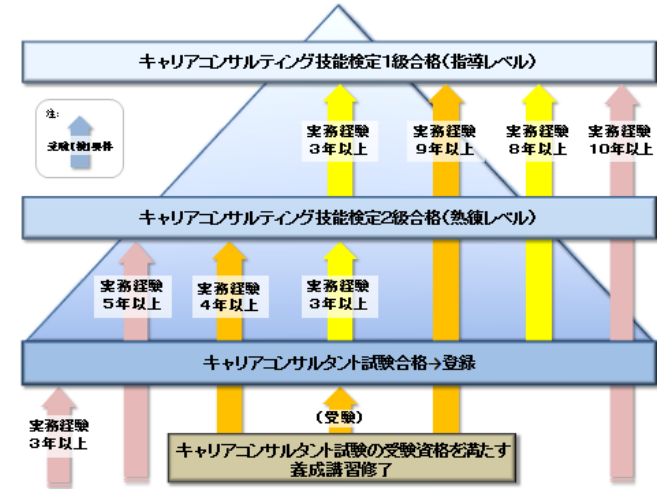 キャリアコンサルティング技能検定1級合格(指導レベル)
注:
受験(検)要件
実務経験
3年以上
実務経験
9年以上
実務経験
8年以上
実務経験
10年以上
キャリアコンサルティング技能検定2級合格(熟練レベル)
実務経験
5年以上
実務経験
4年以上
実務経験
3年以上
キャリアコンサルタント試験合格→登録
実務経験
3年以上
(受験)
キャリアコンサルタント試験の受験資格を満たす
養成講習修了